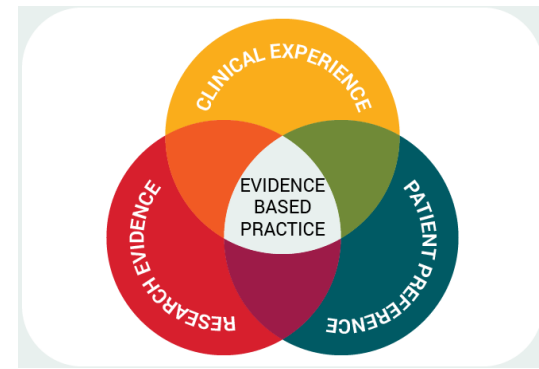 CLINICAL EXPERIENCE
EVIDENCE
BASED
PRACTICE
RESEARCH EVIDENCE
PATIENT PREFERENCE